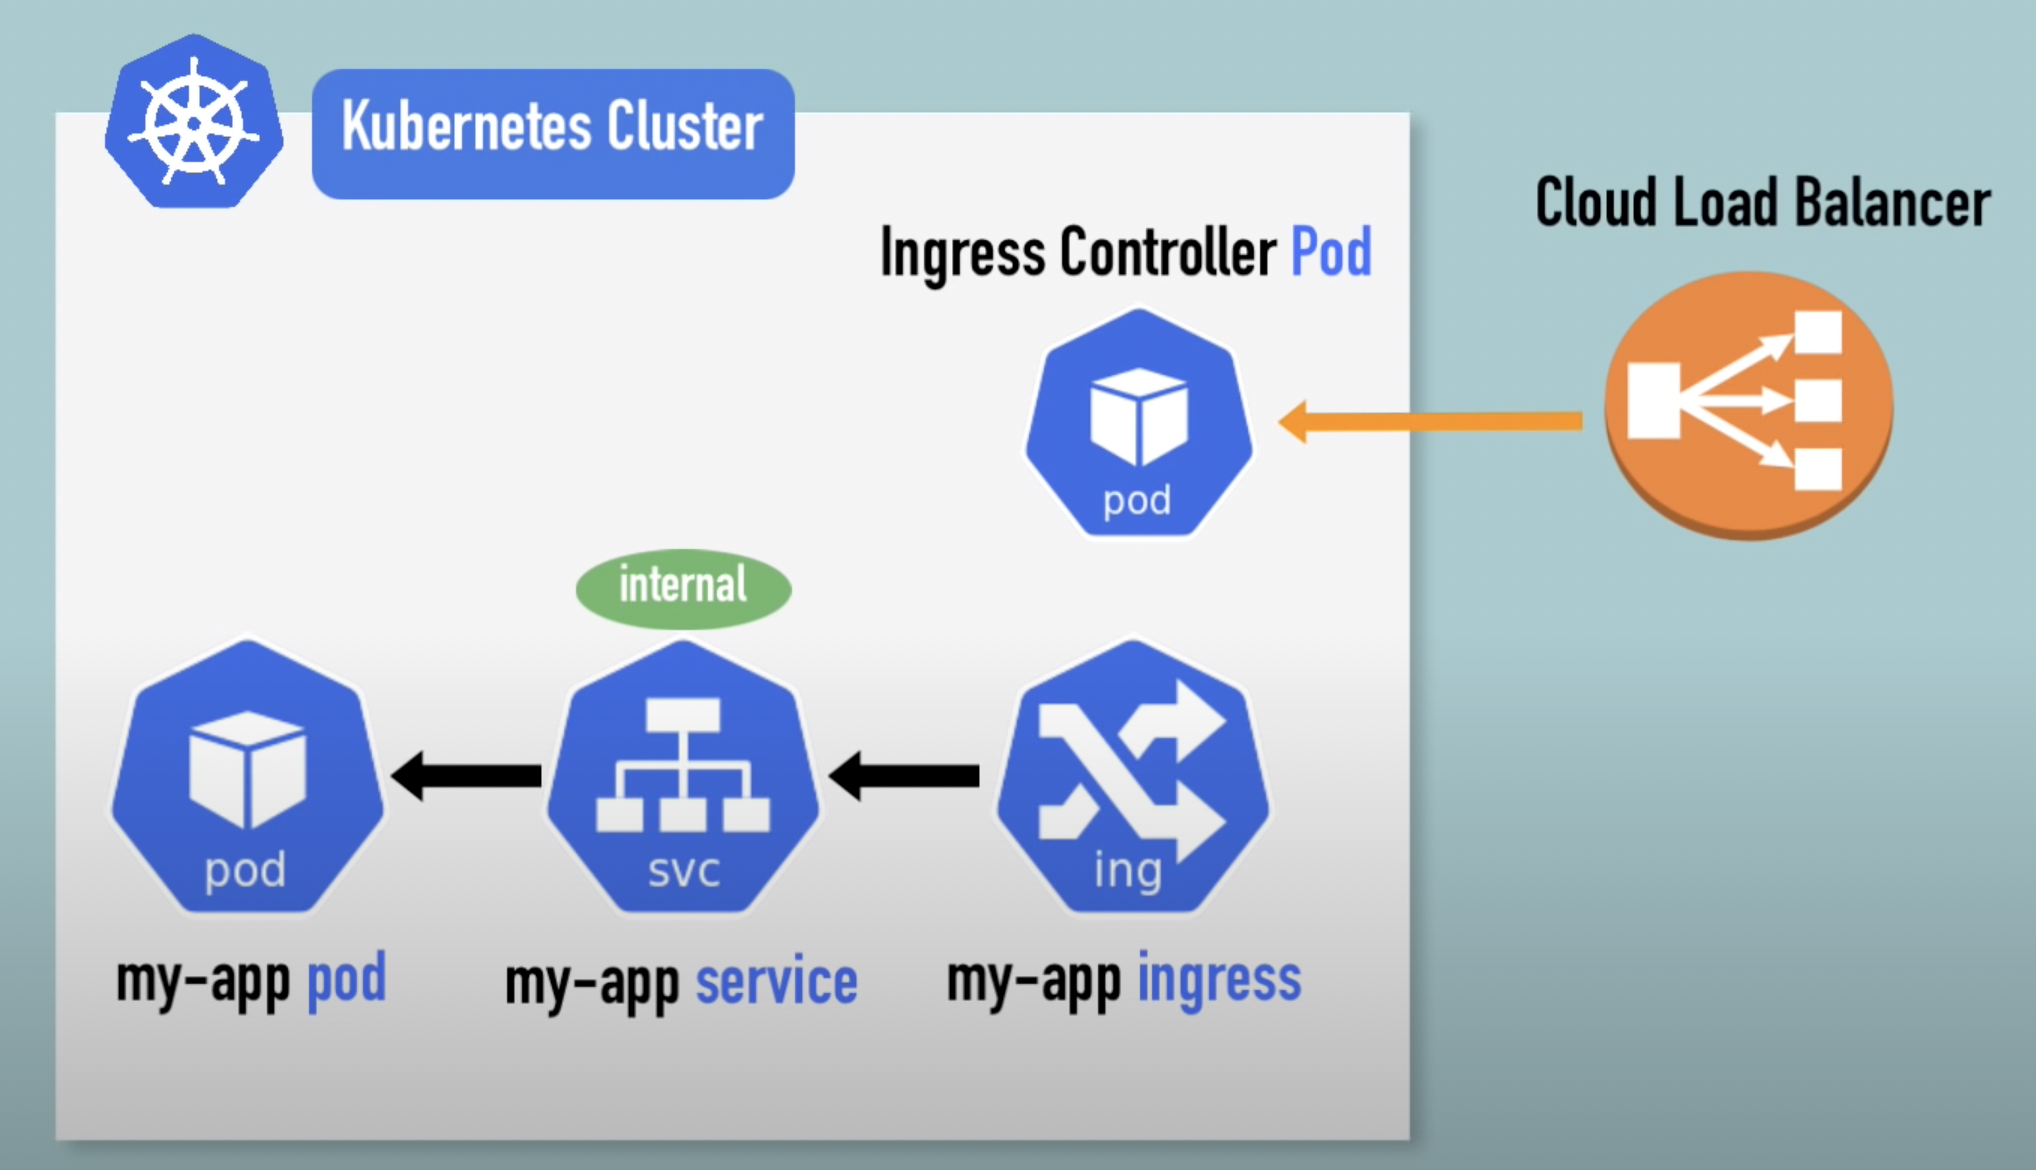 Kubernetes Cluster
Cloud Load Balancer
Ingress Controller Pod
pod
internal
pod
svc
ing
my-app pod
my-app service
my-app ingress